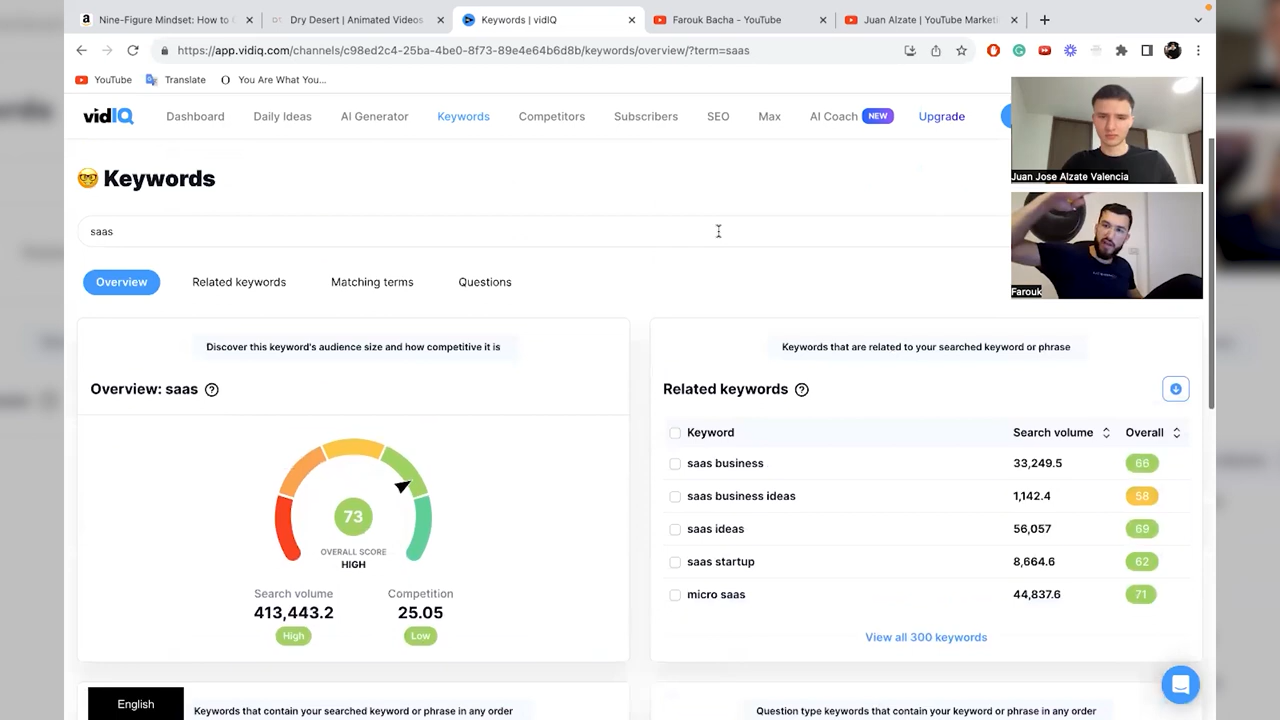 Nine-Figure Mindset: How to G
Dry Desert | Animated Videos
Keywords | vidIQ
Farouk Bacha - YouTube
Juan Alzate | YouTube Marketi
https://app.vidiq.com/channels/c98ed2c4-25ba-4be0-8f73-89e4e64b6d8b/keywords/overview/?term=saas
YouTube
Translate
You Are What You...
vidIQ
Dashboard
Daily Ideas
AI Generator
Keywords
Competitors
Subscribers
SEO
Max
AI Coach NEW
Upgrade
Juan Jose Alzate Valencia
Farouk
Keywords
saas
Overview
Related keywords
Matching terms
Questions
Discover this keyword's audience size and how competitive it is
Overview: saas
73
OVERALL SCORE
HIGH
Search volume
413,443.2
High
Competition
25.05
Low
Keywords that are related to your searched keyword or phrase
Related keywords
Keyword Search volume Overall
saas business 33,249.5 66
saas business ideas 1,142.4 58
saas ideas 56,057 69
saas startup 8,664.6 62
micro saas 44,837.6 71
View all 300 keywords
English
Keywords that contain your searched keyword or phrase in any order
Question type keywords that contain your keyword or phrase in any order